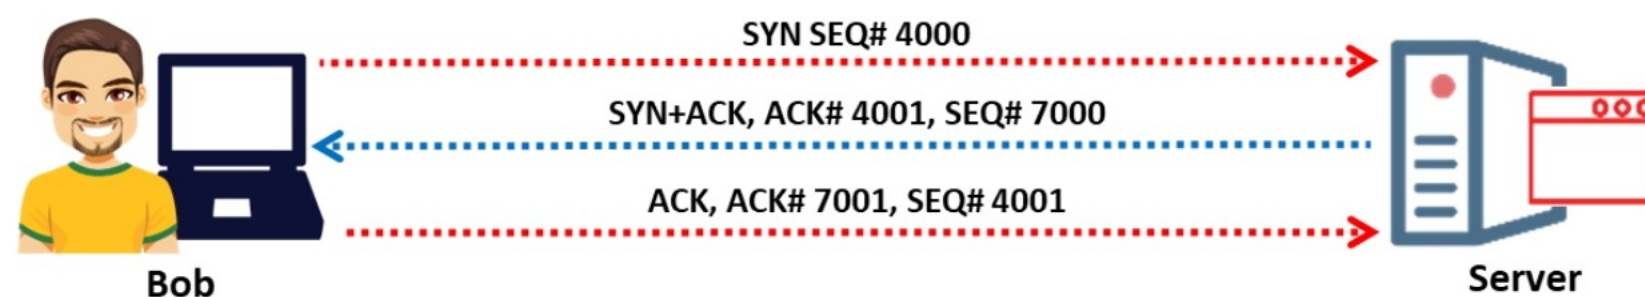 SYN SEQ# 4000
SYN+ACK, ACK# 4001, SEQ# 7000
ACK, ACK# 7001, SEQ# 4001
Bob
Server